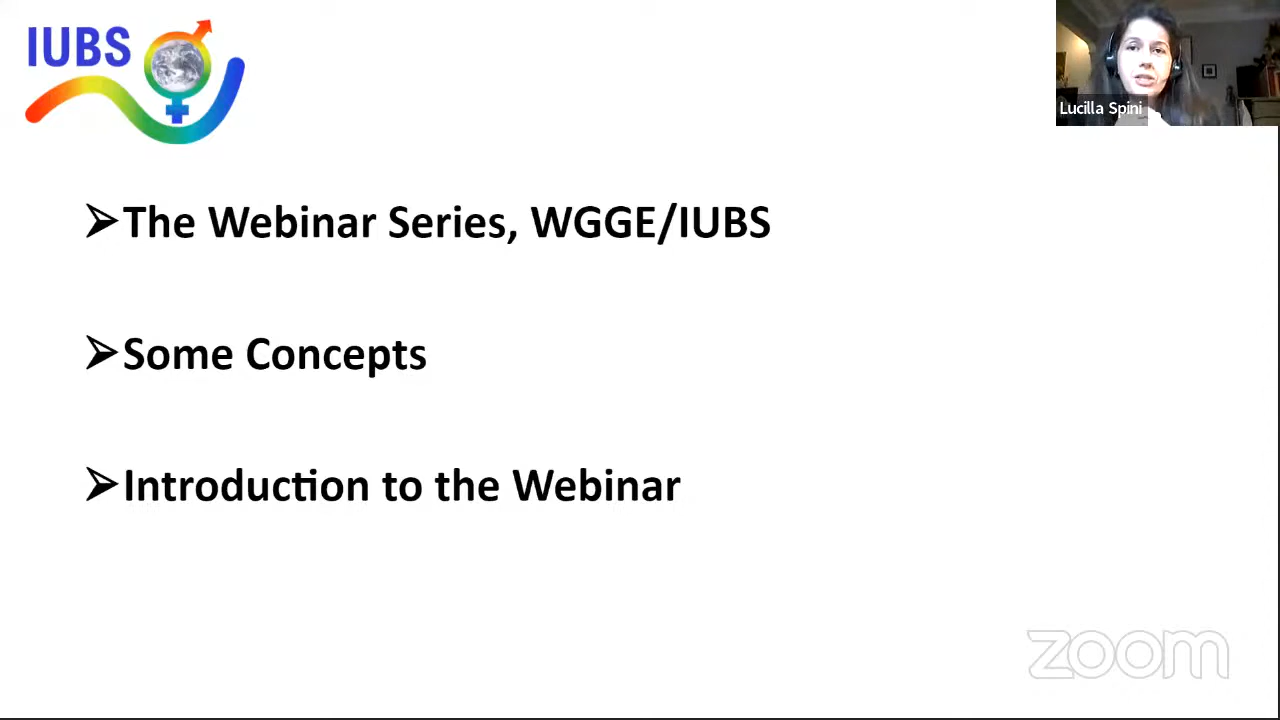 IUBS
Lucilla Spini
➢The Webinar Series, WGGE/IUBS
➢Some Concepts
➢Introduction to the Webinar
zoom